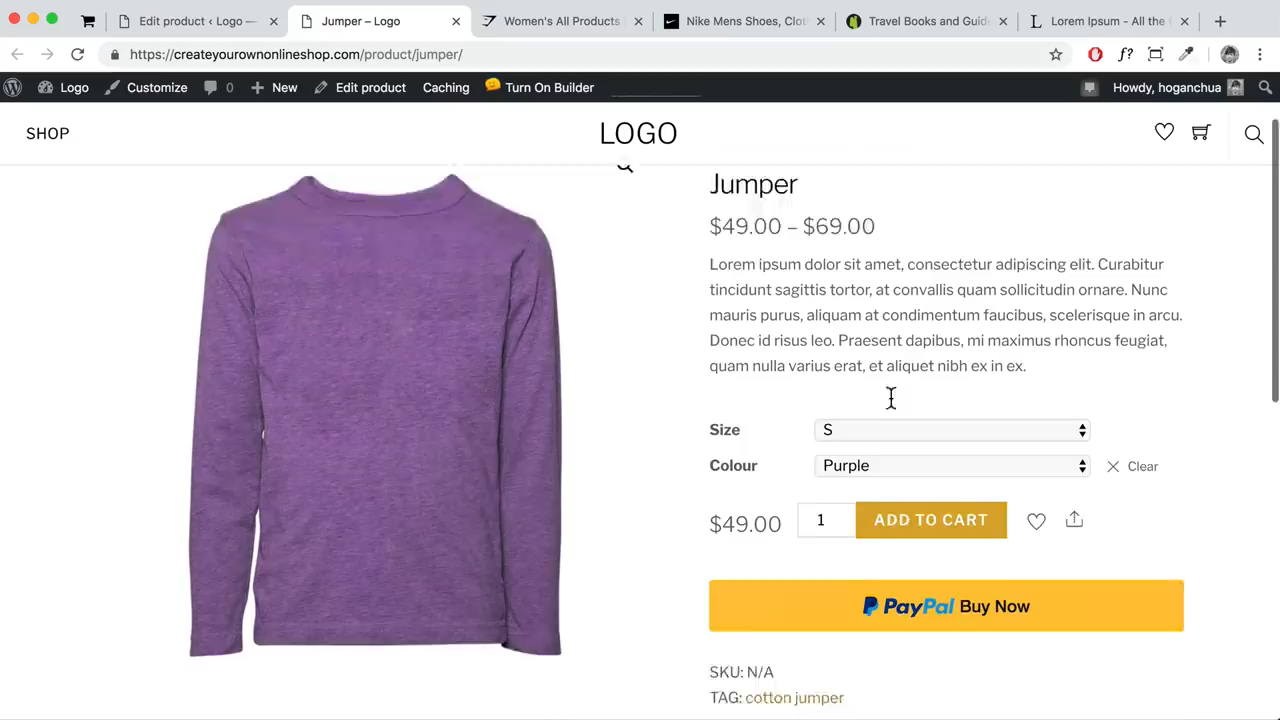 Edit product ‹ Logo —
Jumper – Logo
Women's All Products
Nike Mens Shoes, Clot
Travel Books and Guide
Lorem Ipsum - All the
https://createyourownonlineshop.com/product/jumper/
f?
Logo
Customize
0
New
Edit product
Caching
Turn On Builder
Howdy, hoganchua
SHOP
LOGO
Jumper
$49.00 – $69.00
Lorem ipsum dolor sit amet, consectetur adipiscing elit. Curabitur
tincidunt sagittis tortor, at convallis quam sollicitudin ornare. Nunc
mauris purus, aliquam at condimentum faucibus, scelerisque in arcu.
Donec id risus leo. Praesent dapibus, mi maximus rhoncus feugiat,
quam nulla varius erat, et aliquet nibh ex in ex.
Size S
Colour Purple Clear
$49.00 1 ADD TO CART
PayPal Buy Now
SKU: N/A
TAG: cotton jumper